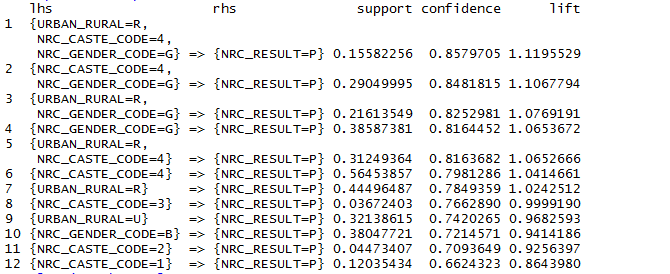 lhs rhs support confidence lift
1 {URBAN_RURAL=R,
NRC_CASTE_CODE=4,
NRC_GENDER_CODE=G} => {NRC_RESULT=P} 0.15582256 0.8579705 1.1195529
2 {NRC_CASTE_CODE=4,
NRC_GENDER_CODE=G} => {NRC_RESULT=P} 0.29049995 0.8481815 1.1067794
3 {URBAN_RURAL=R,
NRC_GENDER_CODE=G} => {NRC_RESULT=P} 0.21613549 0.8252981 1.0769191
4 {NRC_GENDER_CODE=G} => {NRC_RESULT=P} 0.38587381 0.8164452 1.0653672
5 {URBAN_RURAL=R,
NRC_CASTE_CODE=4} => {NRC_RESULT=P} 0.31249364 0.8163682 1.0652666
6 {NRC_CASTE_CODE=4} => {NRC_RESULT=P} 0.56453857 0.7981286 1.0414661
7 {URBAN_RURAL=R} => {NRC_RESULT=P} 0.44496487 0.7849359 1.0242512
8 {NRC_CASTE_CODE=3} => {NRC_RESULT=P} 0.03672403 0.7662890 0.9999190
9 {URBAN_RURAL=U} => {NRC_RESULT=P} 0.32138615 0.7420265 0.9682593
10 {NRC_GENDER_CODE=B} => {NRC_RESULT=P} 0.38047721 0.7214571 0.9414186
11 {NRC_CASTE_CODE=2} => {NRC_RESULT=P} 0.04473407 0.7093649 0.9256397
12 {NRC_CASTE_CODE=1} => {NRC_RESULT=P} 0.12035434 0.6624323 0.8643980